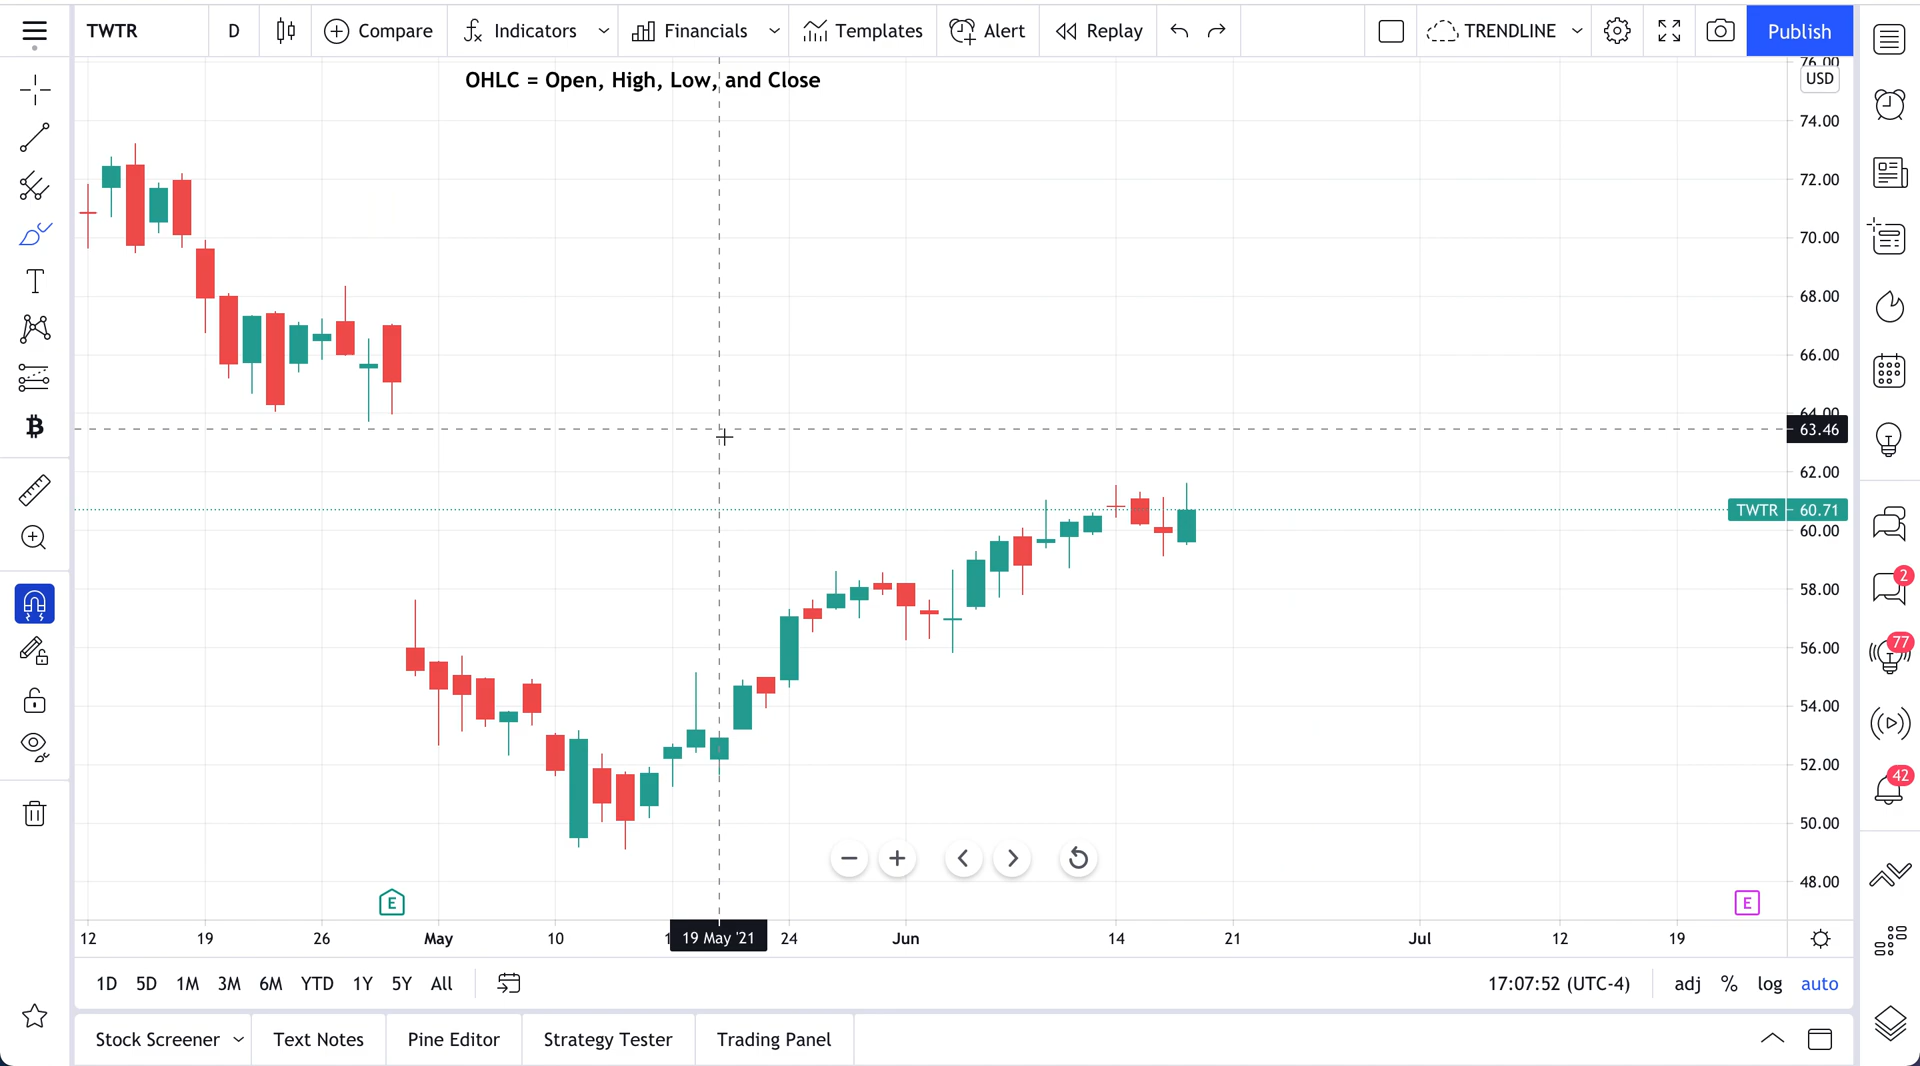 TWTR D Compare Indicators Financials Templates Alert Replay TRENDLINE Publish
OHLC = Open, High, Low, and Close
76.00
USD
74.00
72.00
70.00
68.00
66.00
64.00
63.46
62.00
TWTR 60.71
60.00
58.00
56.00
54.00
52.00
50.00
48.00
2
77
42
E E
12 19 26 May 10 19 May '21 24 Jun 14 21 Jul 12 19
1D 5D 1M 3M 6M YTD 1Y 5Y All 17:07:52 (UTC-4) adj % log auto
Stock Screener Text Notes Pine Editor Strategy Tester Trading Panel